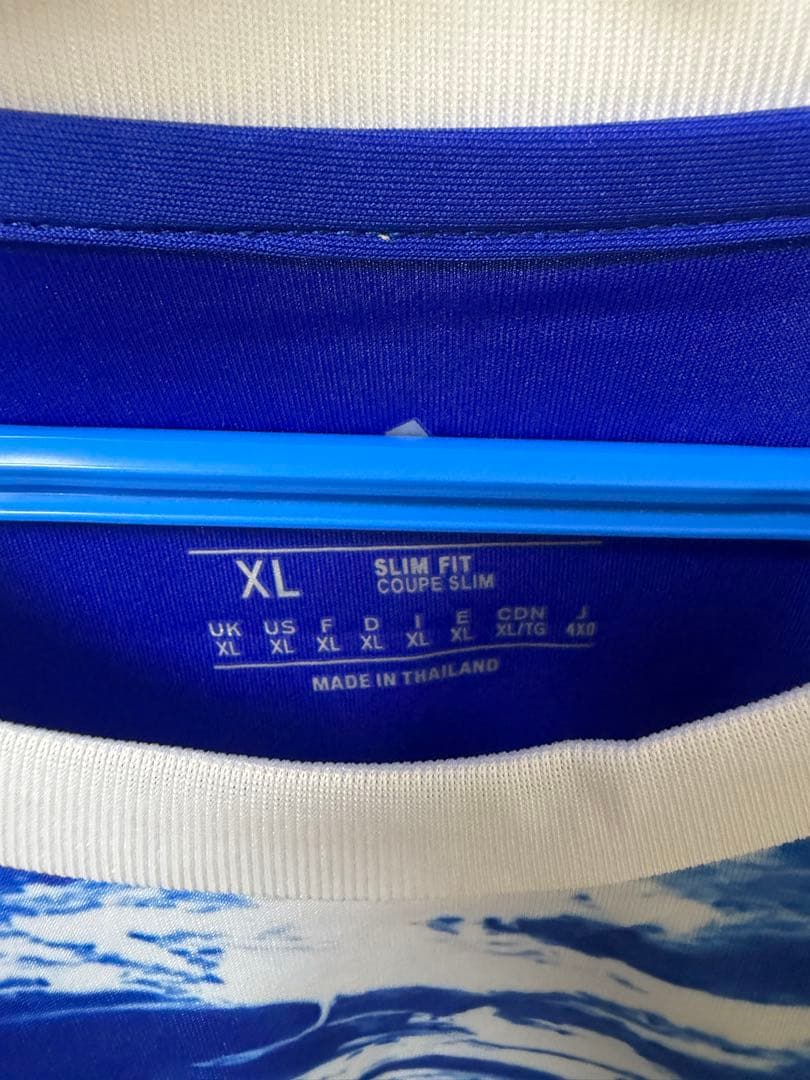 XL SLIM FIT
COUPE SLIM
UK US F D I E CDN J
XL XL XL XL XL XL XL/TG 4XO
MADE IN THAILAND